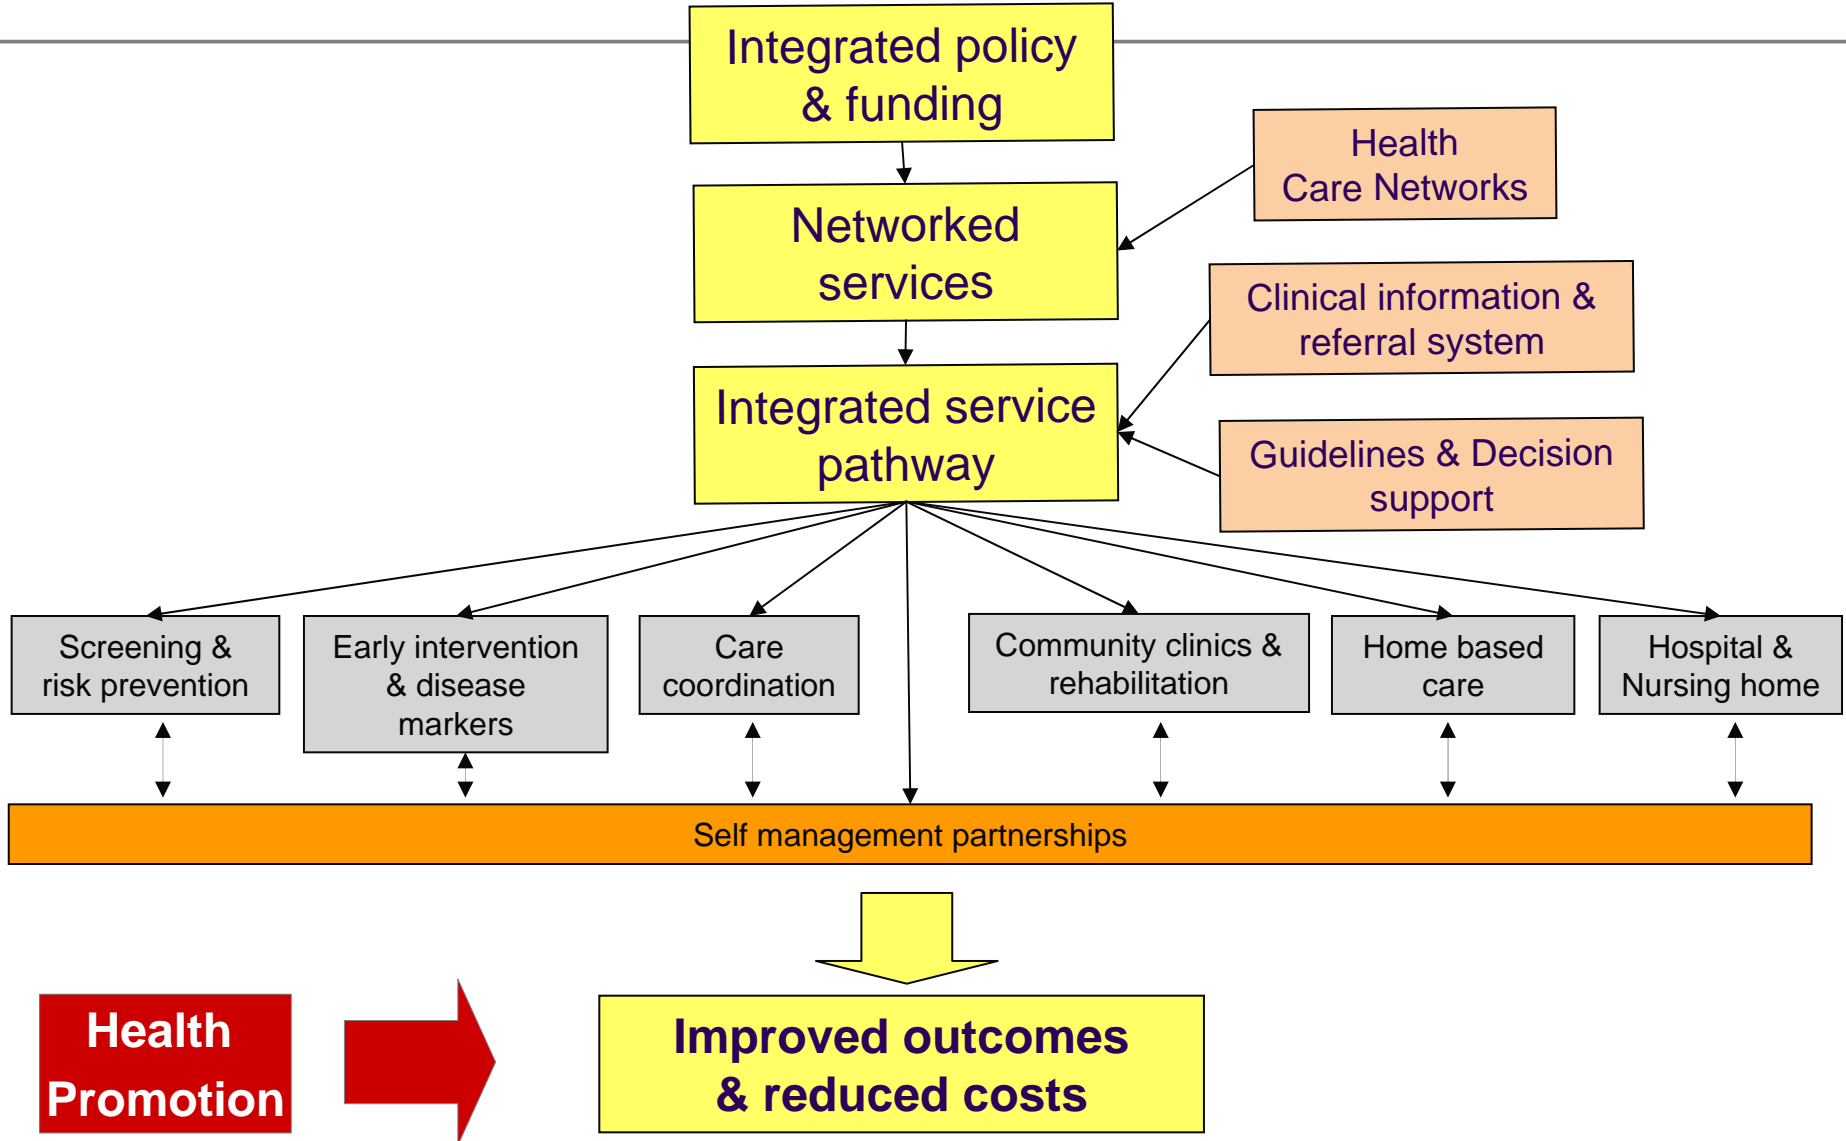 Integrated policy
& funding
Health
Care Networks
Networked
services
Clinical information &
referral system
Integrated service
pathway
Guidelines & Decision
support
Screening &
risk prevention
Early intervention
& disease
markers
Care
coordination
Community clinics &
rehabilitation
Home based
care
Hospital &
Nursing home
Self management partnerships
Health
Promotion
Improved outcomes
& reduced costs